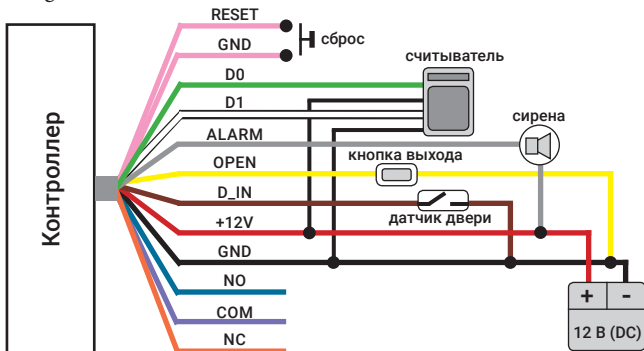 RESET
GND
сброс
D0
считыватель
D1
сирена
ALARM
OPEN
кнопка выхода
D_IN
датчик двери
+12V
GND
NO
COM
NC
Контроллер
+ -
12 В (DC)